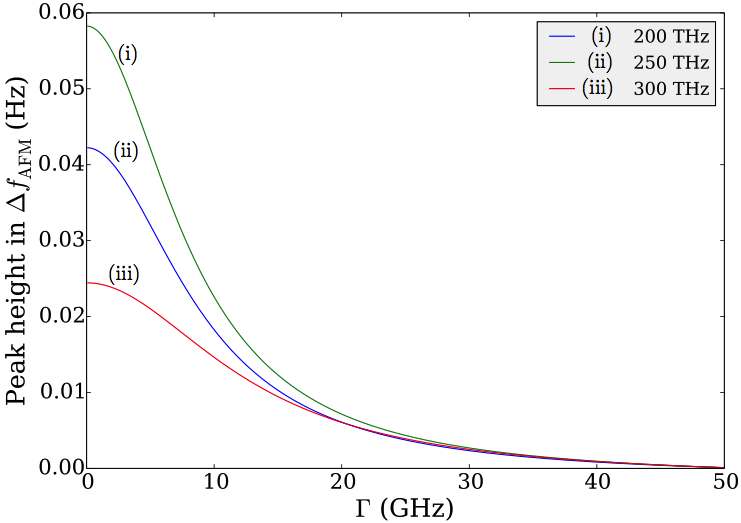 0.06
0.05
0.04
0.03
0.02
0.01
0.00
Peak height in Δf_AFM (Hz)
(i)
(ii)
(iii)
(i) 200 THz
(ii) 250 THz
(iii) 300 THz
0 10 20 30 40 50
Γ (GHz)